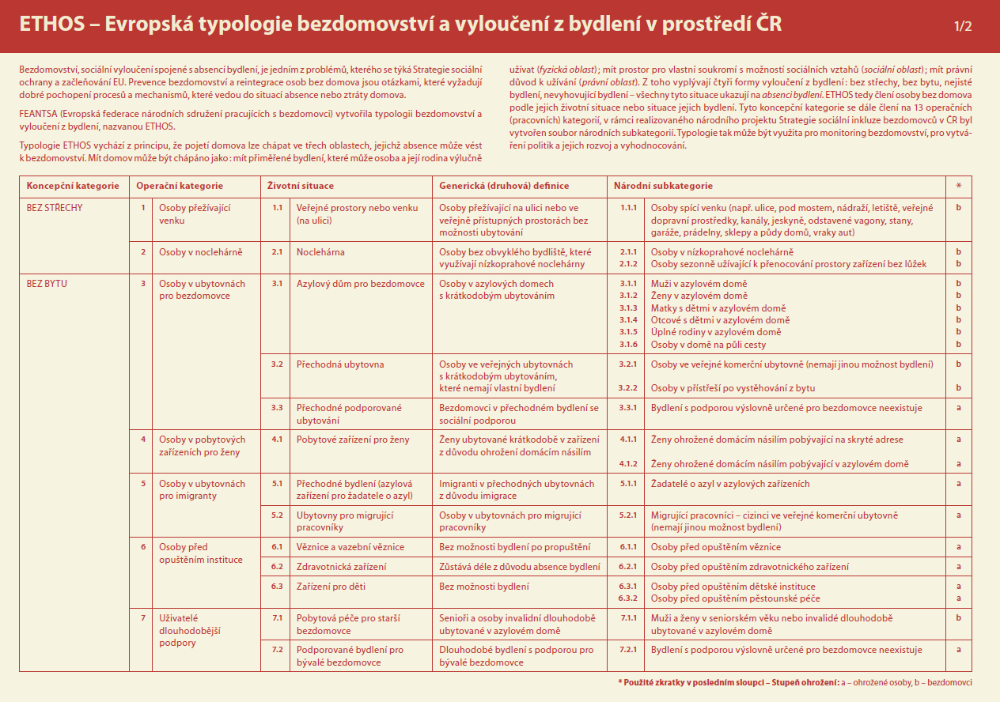 ETHOS – Evropská typologie bezdomovství a vyloučení z bydlení v prostředí ČR
1/2
Bezdomovství, sociální vyloučení spojené s absencí bydlení, je jedním z problémů, kterého se týká Strategie sociální
ochrany a začleňování EU. Prevence bezdomovství a reintegrace osob bez domova jsou otázkami, které vyžadují
dobré pochopení procesů a mechanismů, které vedou do situací absence nebo ztráty domova.
FEANTSA (Evropská federace národních sdružení pracujících s bezdomovci) vytvořila typologii bezdomovství a
vyloučení z bydlení, nazvanou ETHOS.
Typologie ETHOS vychází z principu, že pojetí domova lze chápat ve třech oblastech, jejichž absence může vést
k bezdomovství. Mít domov může být chápáno jako: mít přiměřené bydlení, které může osoba a její rodina výlučně
užívat (fyzická oblast); mít prostor pro vlastní soukromí s možností sociálních vztahů (sociální oblast); mít právní
důvod k užívání (právní oblast). Z toho vyplývají čtyři formy vyloučení z bydlení: bez střechy, bez bytu, nejisté
bydlení, nevyhovující bydlení – všechny tyto situace ukazují na absenci bydlení. ETHOS tedy člení osoby bez domova
podle jejich životní situace nebo situace jejich bydlení. Tyto koncepční kategorie se dále člení na 13 operačních
(pracovních) kategorií, v rámci realizovaného národního projektu Strategie sociální inkluze bezdomovců v ČR byl
vytvořen soubor národních subkategorií. Typologie tak může být využita pro monitoring bezdomovství, pro vytvá-
ření politik a jejich rozvoj a vyhodnocování.
Koncepční kategorie Operační kategorie Životní situace Generická (druhová) definice Národní subkategorie *
BEZ STŘECHY 1 Osoby přežívající 1.1 Veřejné prostory nebo venku Osoby přežívající na ulici nebo ve 1.1.1 Osoby spící venku (např. ulice, pod mostem, nádraží, letiště, veřejné b
venku (na ulici) veřejně přístupných prostorách bez dopravní prostředky, kanály, jeskyně, odstavené vagony, stany,
možnosti ubytování garáže, prádelny, sklepy a půdy domů, vraky aut)
2 Osoby v noclehárně 2.1 Noclehárna Osoby bez obvyklého bydliště, které 2.1.1 Osoby v nízkoprahové noclehárně b
využívají nízkoprahové noclehárny 2.1.2 Osoby sezonně užívající k přenocování prostory zařízení bez lůžek b
BEZ BYTU 3 Osoby v ubytovnách 3.1 Azylový dům pro bezdomovce Osoby v azylových domech 3.1.1 Muži v azylovém domě b
pro bezdomovce s krátkodobým ubytováním 3.1.2 Ženy v azylovém domě b
3.1.3 Matky s dětmi v azylovém domě b
3.1.4 Otcové s dětmi v azylovém domě b
3.1.5 Úplné rodiny v azylovém domě b
3.1.6 Osoby v domě na půli cesty b
3.2 Přechodná ubytovna Osoby ve veřejných ubytovnách 3.2.1 Osoby ve veřejné komerční ubytovně (nemají jinou možnost bydlení) b
s krátkodobým ubytováním,
které nemají vlastní bydlení 3.2.2 Osoby v přístřeší po vystěhování z bytu b
3.3 Přechodné podporované Bezdomovci v přechodném bydlení se 3.3.1 Bydlení s podporou výslovně určené pro bezdomovce neexistuje a
ubytování sociální podporou
4 Osoby v pobytových 4.1 Pobytové zařízení pro ženy Ženy ubytované krátkodobě v zařízení 4.1.1 Ženy ohrožené domácím násilím pobývající na skryté adrese a
zařízeních pro ženy z důvodu ohrožení domácím násilím
4.1.2 Ženy ohrožené domácím násilím pobývající v azylovém domě a
5 Osoby v ubytovnách 5.1 Přechodné bydlení (azylová Imigranti v přechodných ubytovnách 5.1.1 Žadatelé o azyl v azylových zařízeních a
pro imigranty zařízení pro žadatele o azyl) z důvodu imigrace
5.2 Ubytovny pro migrující Osoby v ubytovnách pro migrující 5.2.1 Migrující pracovníci – cizinci ve veřejné komerční ubytovně a
pracovníky pracovníky (nemají jinou možnost bydlení)
6 Osoby před 6.1 Věznice a vazební věznice Bez možnosti bydlení po propuštění 6.1.1 Osoby před opuštěním věznice a
opuštěním instituce
6.2 Zdravotnická zařízení Zůstává déle z důvodu absence bydlení 6.2.1 Osoby před opuštěním zdravotnického zařízení a
6.3 Zařízení pro děti Bez možnosti bydlení 6.3.1 Osoby před opuštěním dětské instituce a
6.3.2 Osoby před opuštěním pěstounské péče a
7 Uživatelé 7.1 Pobytová péče pro starší Senioři a osoby invalidní dlouhodobě 7.1.1 Muži a ženy v seniorském věku nebo invalidé dlouhodobě b
dlouhodobější bezdomovce ubytované v azylovém domě ubytované v azylovém domě
podpory
7.2 Podporované bydlení pro Dlouhodobé bydlení s podporou pro 7.2.1 Bydlení s podporou výslovně určené pro bezdomovce neexistuje a
bývalé bezdomovce bývalé bezdomovce
* Použité zkratky v posledním sloupci – Stupeň ohrožení: a – ohrožené osoby, b – bezdomovci